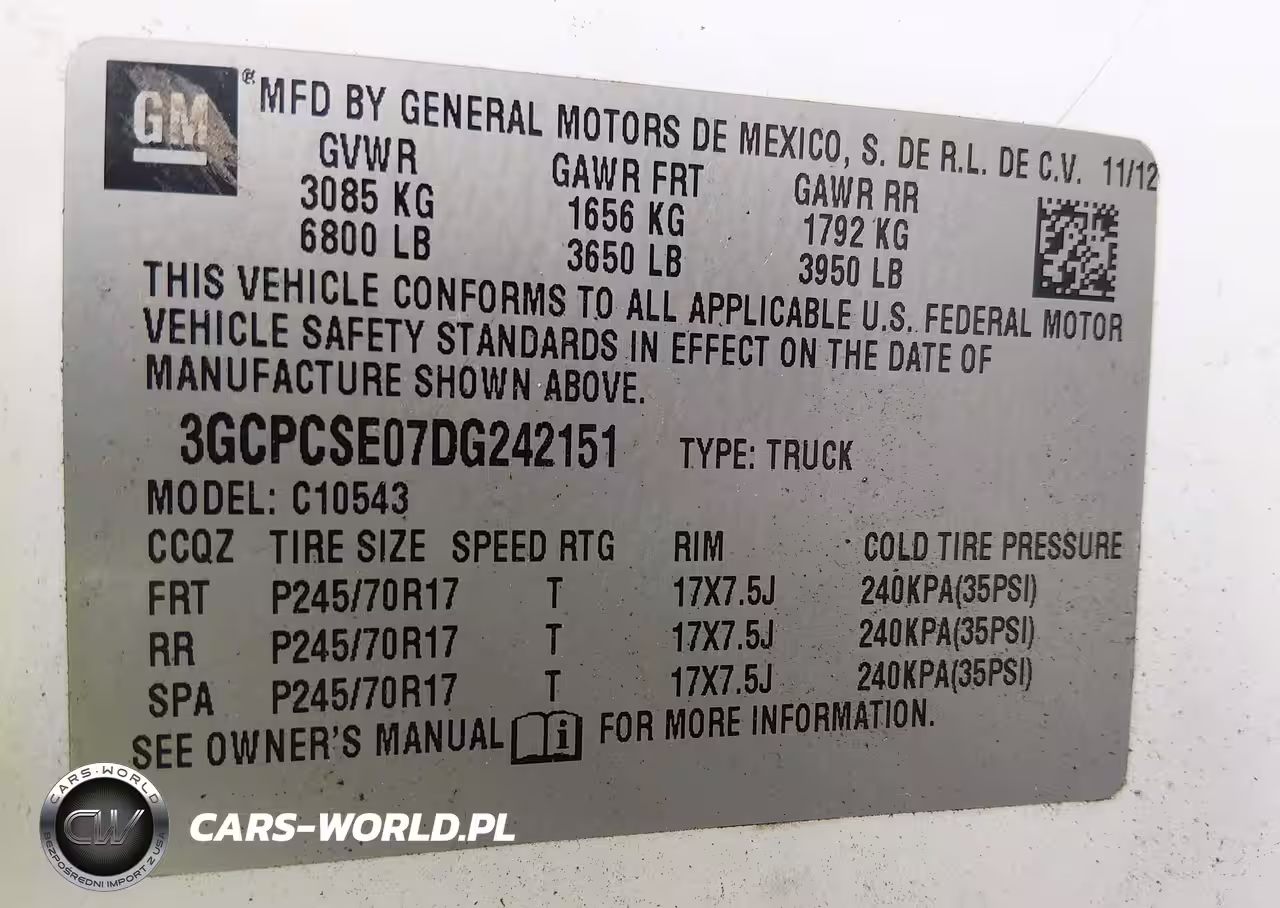 GM® MFD BY GENERAL MOTORS DE MEXICO, S. DE R.L. DE C.V. 11/12
GVWR GAWR FRT GAWR RR
3085 KG 1656 KG 1792 KG
6800 LB 3650 LB 3950 LB
THIS VEHICLE CONFORMS TO ALL APPLICABLE U.S. FEDERAL MOTOR
VEHICLE SAFETY STANDARDS IN EFFECT ON THE DATE OF
MANUFACTURE SHOWN ABOVE.
3GCPCSE07DG242151 TYPE: TRUCK
MODEL: C10543
CCQZ TIRE SIZE SPEED RTG RIM COLD TIRE PRESSURE
FRT P245/70R17 T 17X7.5J 240KPA(35PSI)
RR P245/70R17 T 17X7.5J 240KPA(35PSI)
SPA P245/70R17 T 17X7.5J 240KPA(35PSI)
SEE OWNER'S MANUAL i FOR MORE INFORMATION.
CARS-WORLD
CW
BEZPOŚREDNI IMPORT Z USA
CARS-WORLD.PL